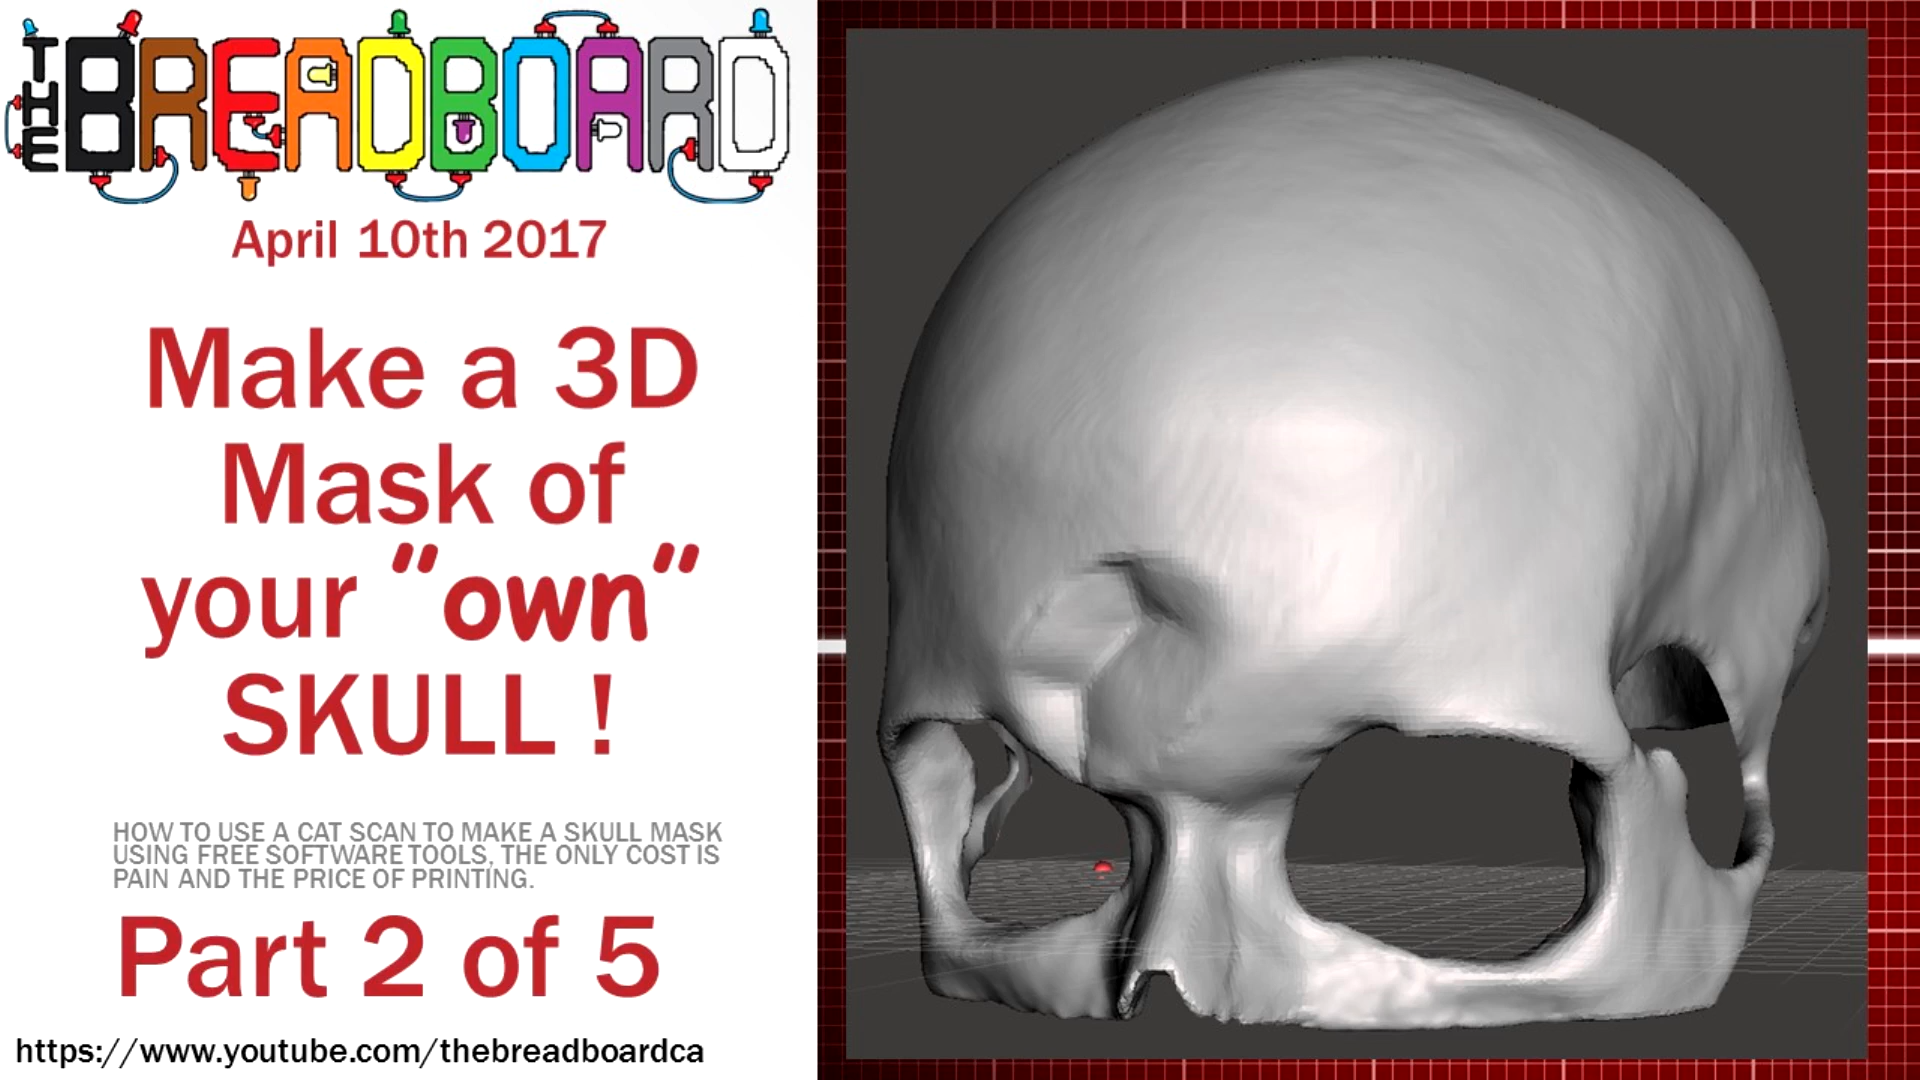 THE BREADBOARD
April 10th 2017
Make a 3D
Mask of
your "own"
SKULL !
HOW TO USE A CAT SCAN TO MAKE A SKULL MASK
USING FREE SOFTWARE TOOLS, THE ONLY COST IS
PAIN AND THE PRICE OF PRINTING.
Part 2 of 5
https://www.youtube.com/thebreadboardca